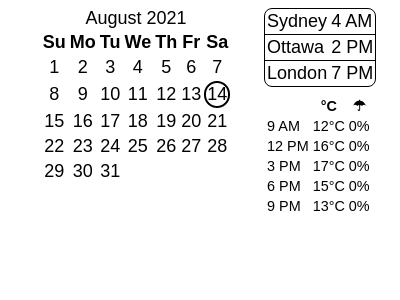 August 2021
Su Mo Tu We Th Fr Sa
1 2 3 4 5 6 7
8 9 10 11 12 13 14
15 16 17 18 19 20 21
22 23 24 25 26 27 28
29 30 31
Sydney 4 AM
Ottawa 2 PM
London 7 PM
°C ☂
9 AM 12°C 0%
12 PM 16°C 0%
3 PM 17°C 0%
6 PM 15°C 0%
9 PM 13°C 0%